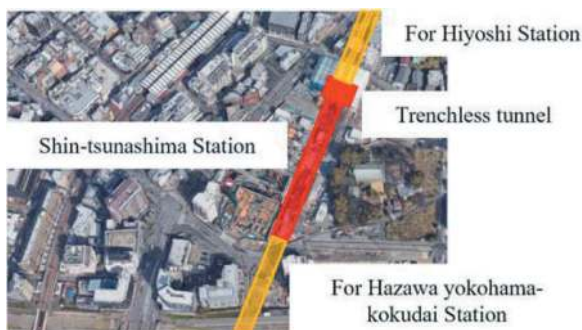 For Hiyoshi Station
Trenchless tunnel
Shin-tsunashima Station
For Hazawa yokohama-
kokudai Station